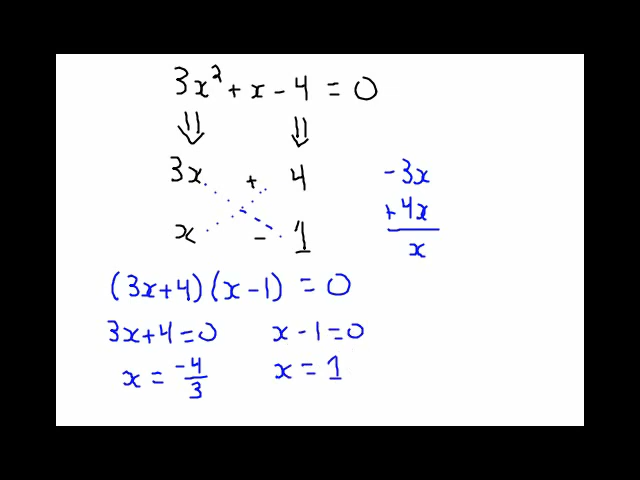 3x² + x - 4 = 0
⇓ ⇓
3x + 4
x - 1
- 3x
+ 4x
x
(3x+4)(x-1) = 0
3x+4=0 x-1=0
x = -4/3 x = 1